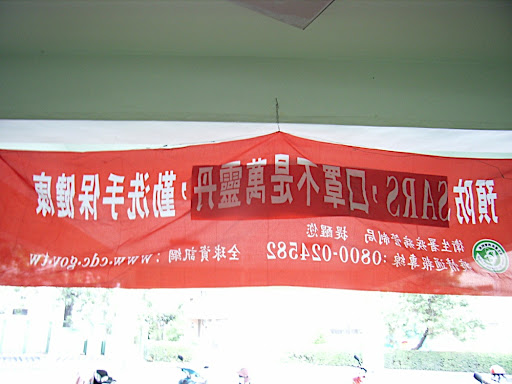 預防SARS，口罩不是萬靈丹，勤洗手保健康
衛生署疾病管制局 提醒您
疫情通報專線：0800-024582 全球資訊網：www.cdc.gov.tw